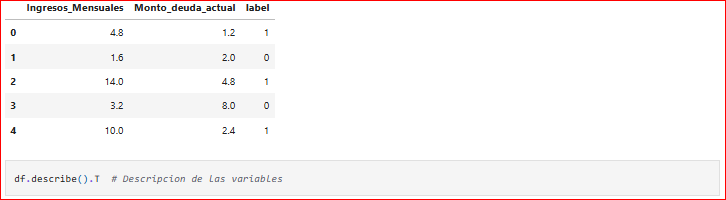 Ingresos_Mensuales Monto_deuda_actual label
0 4.8 1.2 1
1 1.6 2.0 0
2 14.0 4.8 1
3 3.2 8.0 0
4 10.0 2.4 1
df.describe().T # Descripcion de las variables